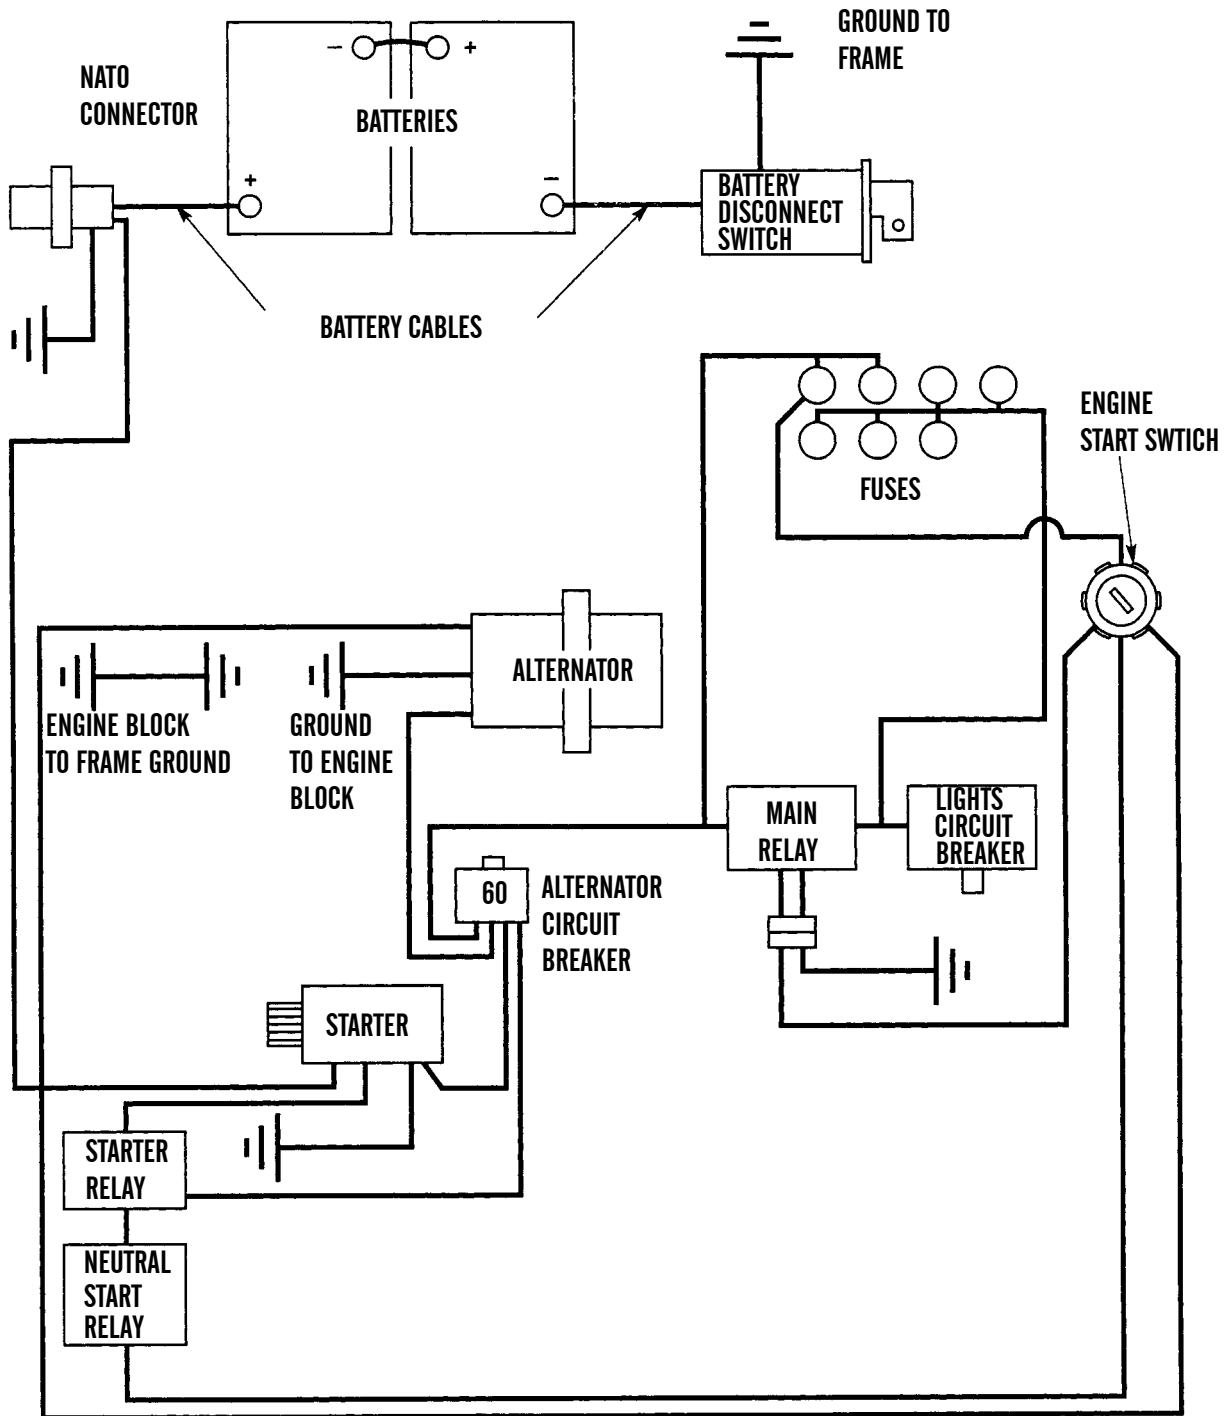 GROUND TO
FRAME
NATO
CONNECTOR
− +
BATTERIES
+
−
BATTERY
DISCONNECT
SWITCH
BATTERY CABLES
ENGINE
START SWTICH
FUSES
ALTERNATOR
ENGINE BLOCK
TO FRAME GROUND
GROUND
TO ENGINE
BLOCK
MAIN
RELAY
LIGHTS
CIRCUIT
BREAKER
60
ALTERNATOR
CIRCUIT
BREAKER
STARTER
STARTER
RELAY
NEUTRAL
START
RELAY